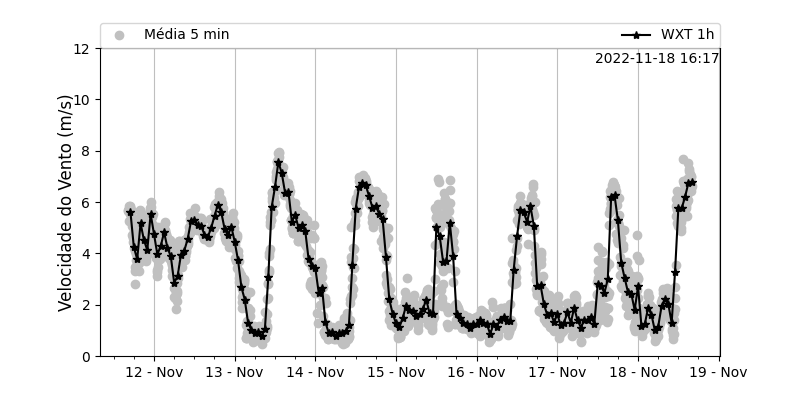 Média 5 min
WXT 1h
2022-11-18 16:17
Velocidade do Vento (m/s)
12
10
8
6
4
2
0
12 - Nov
13 - Nov
14 - Nov
15 - Nov
16 - Nov
17 - Nov
18 - Nov
19 - Nov